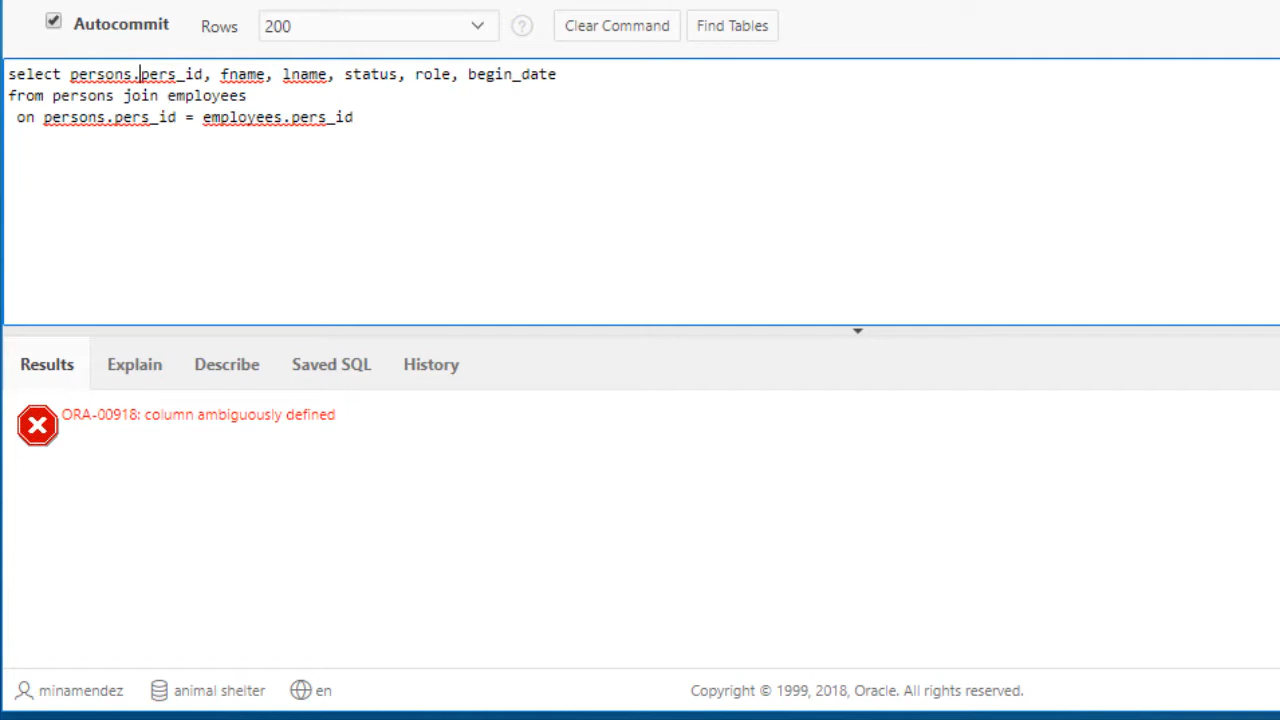 Autocommit Rows 200 ? Clear Command Find Tables
select persons.pers_id, fname, lname, status, role, begin_date
from persons join employees
on persons.pers_id = employees.pers_id
Results Explain Describe Saved SQL History
ORA-00918: column ambiguously defined
minamendez animal shelter en Copyright © 1999, 2018, Oracle. All rights reserved.